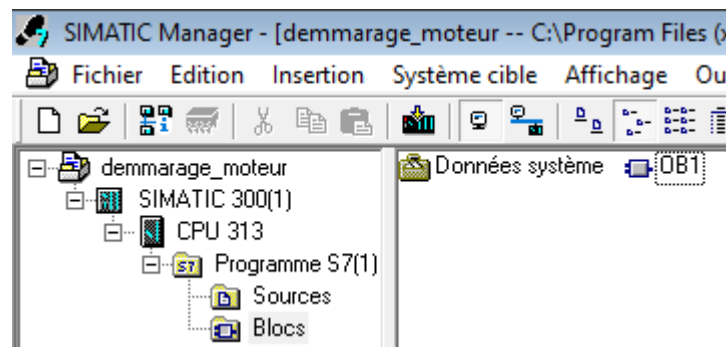 SIMATIC Manager - [demmarage_moteur -- C:\Program Files (x
Fichier Edition Insertion Système cible Affichage Ou
demmarage_moteur
SIMATIC 300(1)
CPU 313
Programme S7(1)
Sources
Blocs
Données système OB1